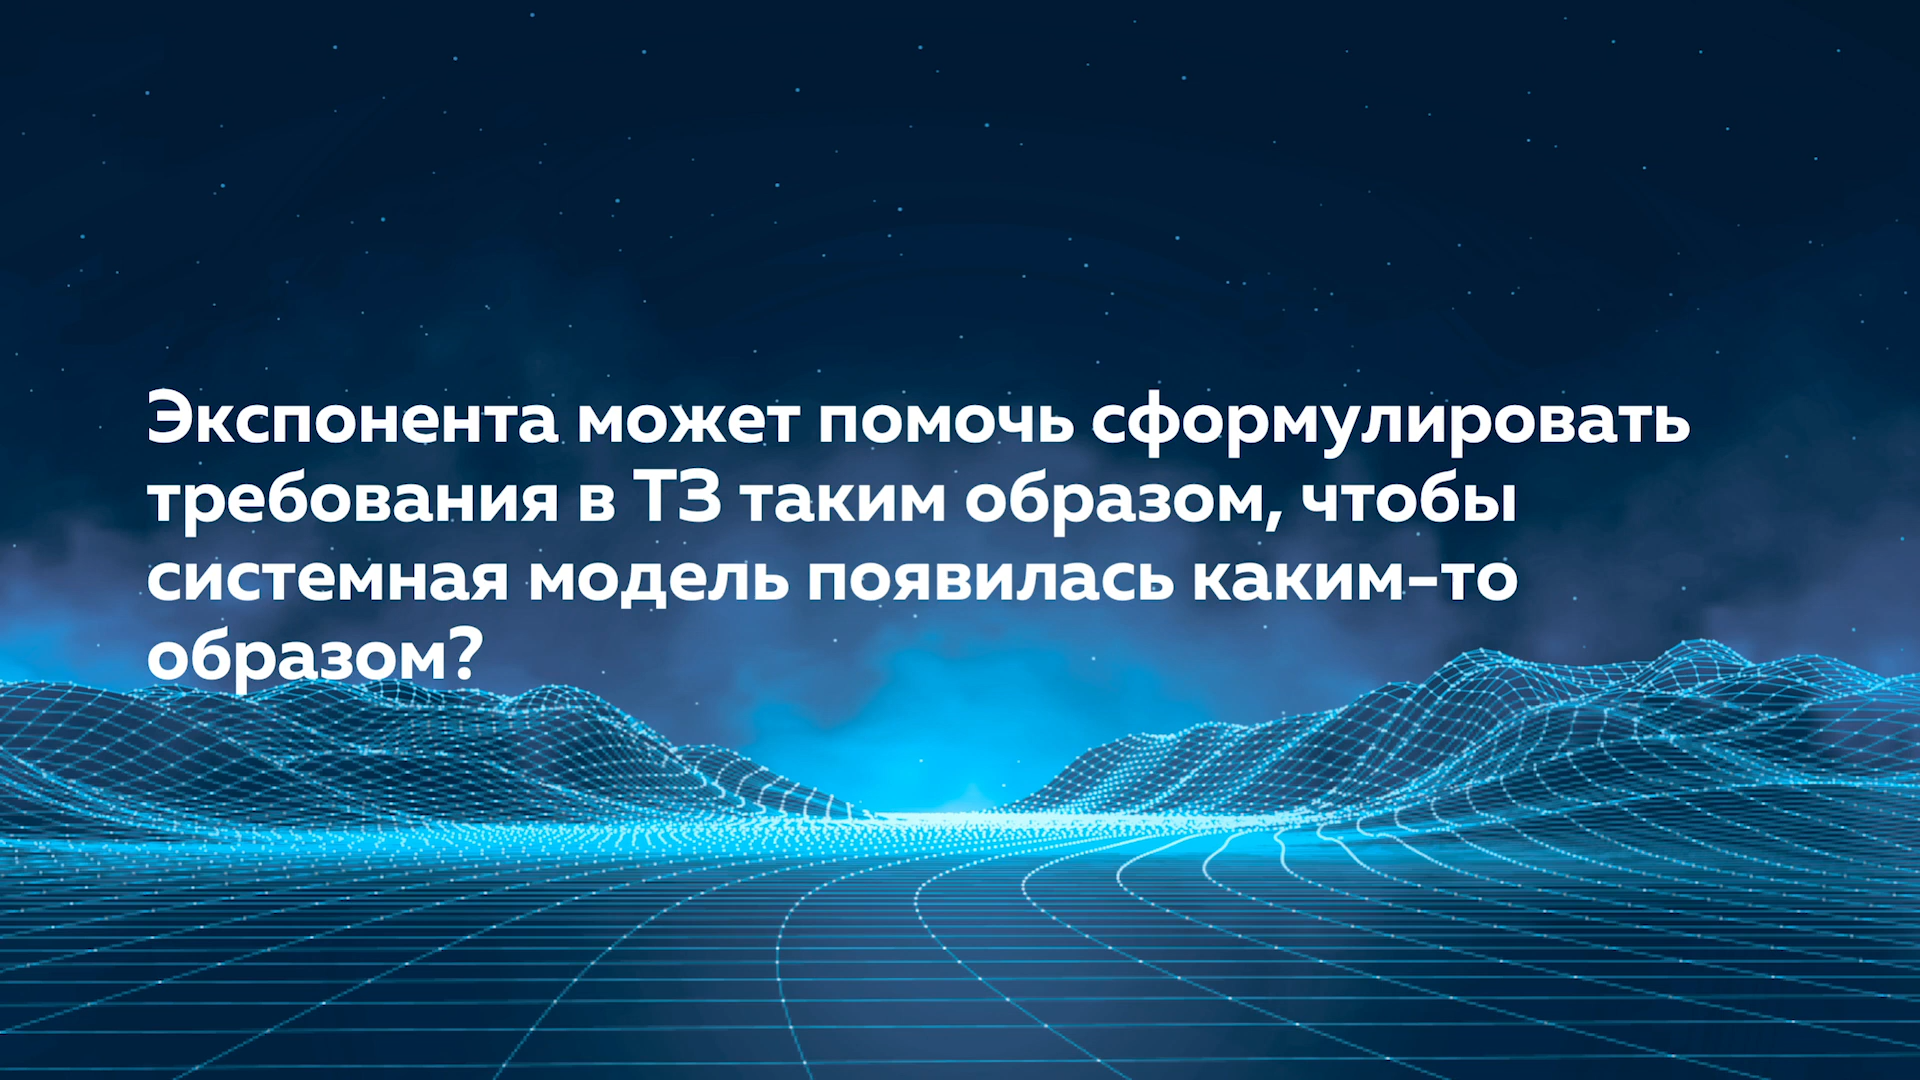 Экспонента может помочь сформулировать
требования в ТЗ таким образом, чтобы
системная модель появилась каким-то
образом?